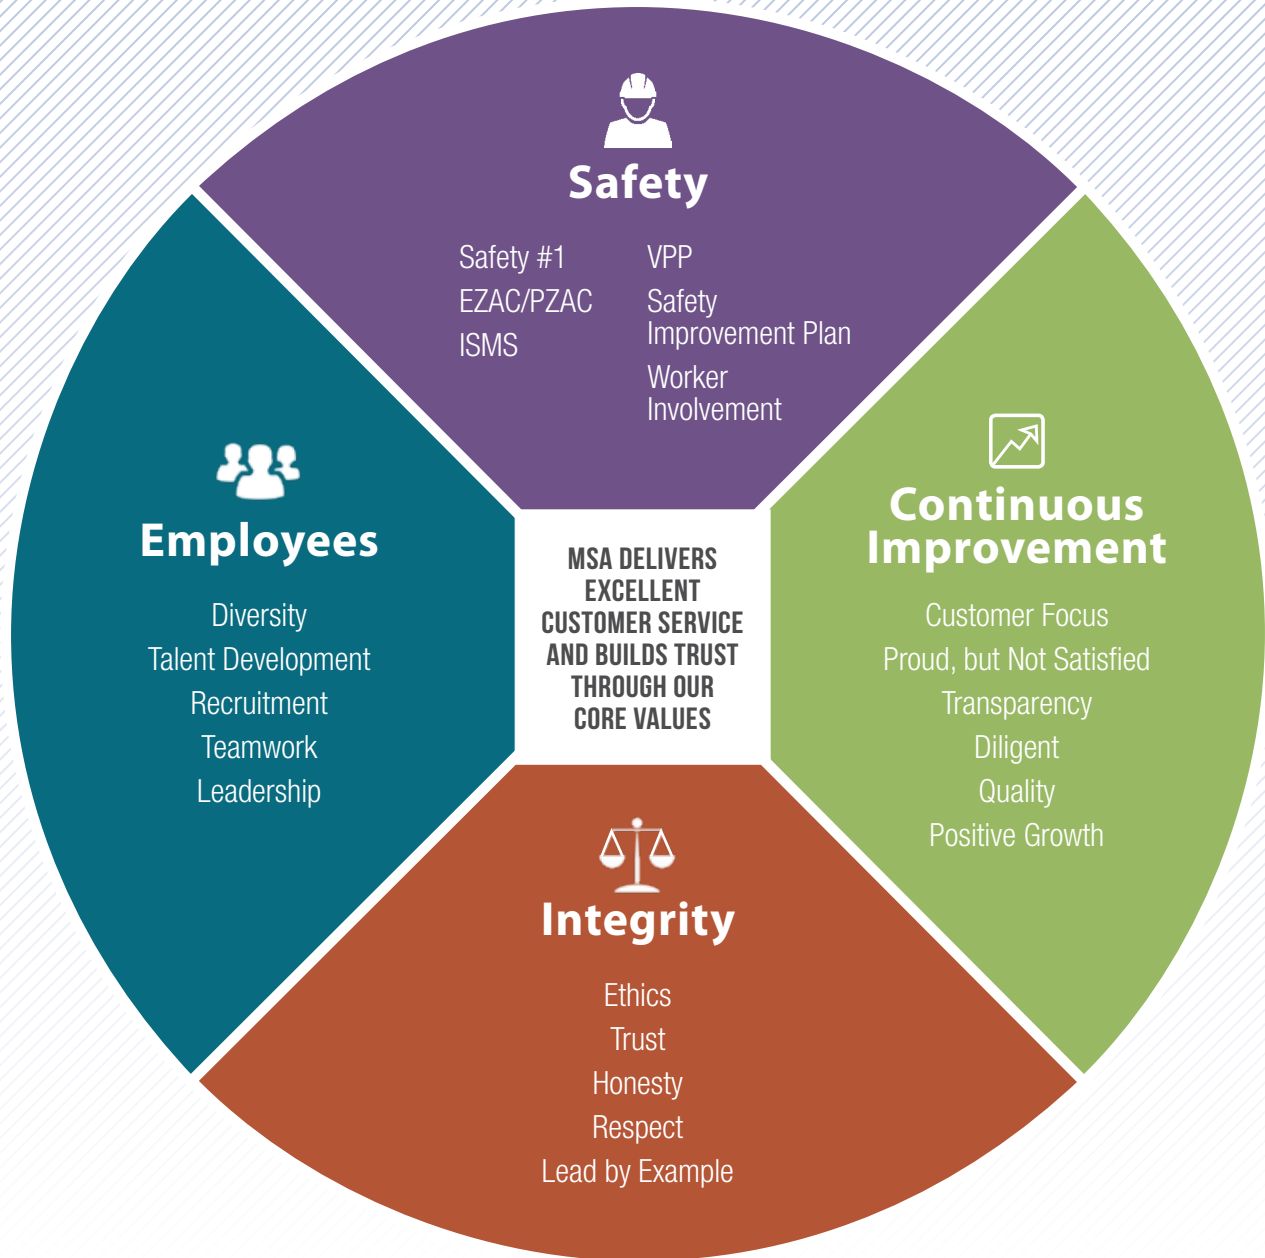 Safety
Safety #1
EZAC/PZAC
ISMS
VPP
Safety
Improvement Plan
Worker
Involvement
Employees
Diversity
Talent Development
Recruitment
Teamwork
Leadership
MSA DELIVERS
EXCELLENT
CUSTOMER SERVICE
AND BUILDS TRUST
THROUGH OUR
CORE VALUES
Continuous
Improvement
Customer Focus
Proud, but Not Satisfied
Transparency
Diligent
Quality
Positive Growth
Integrity
Ethics
Trust
Honesty
Respect
Lead by Example